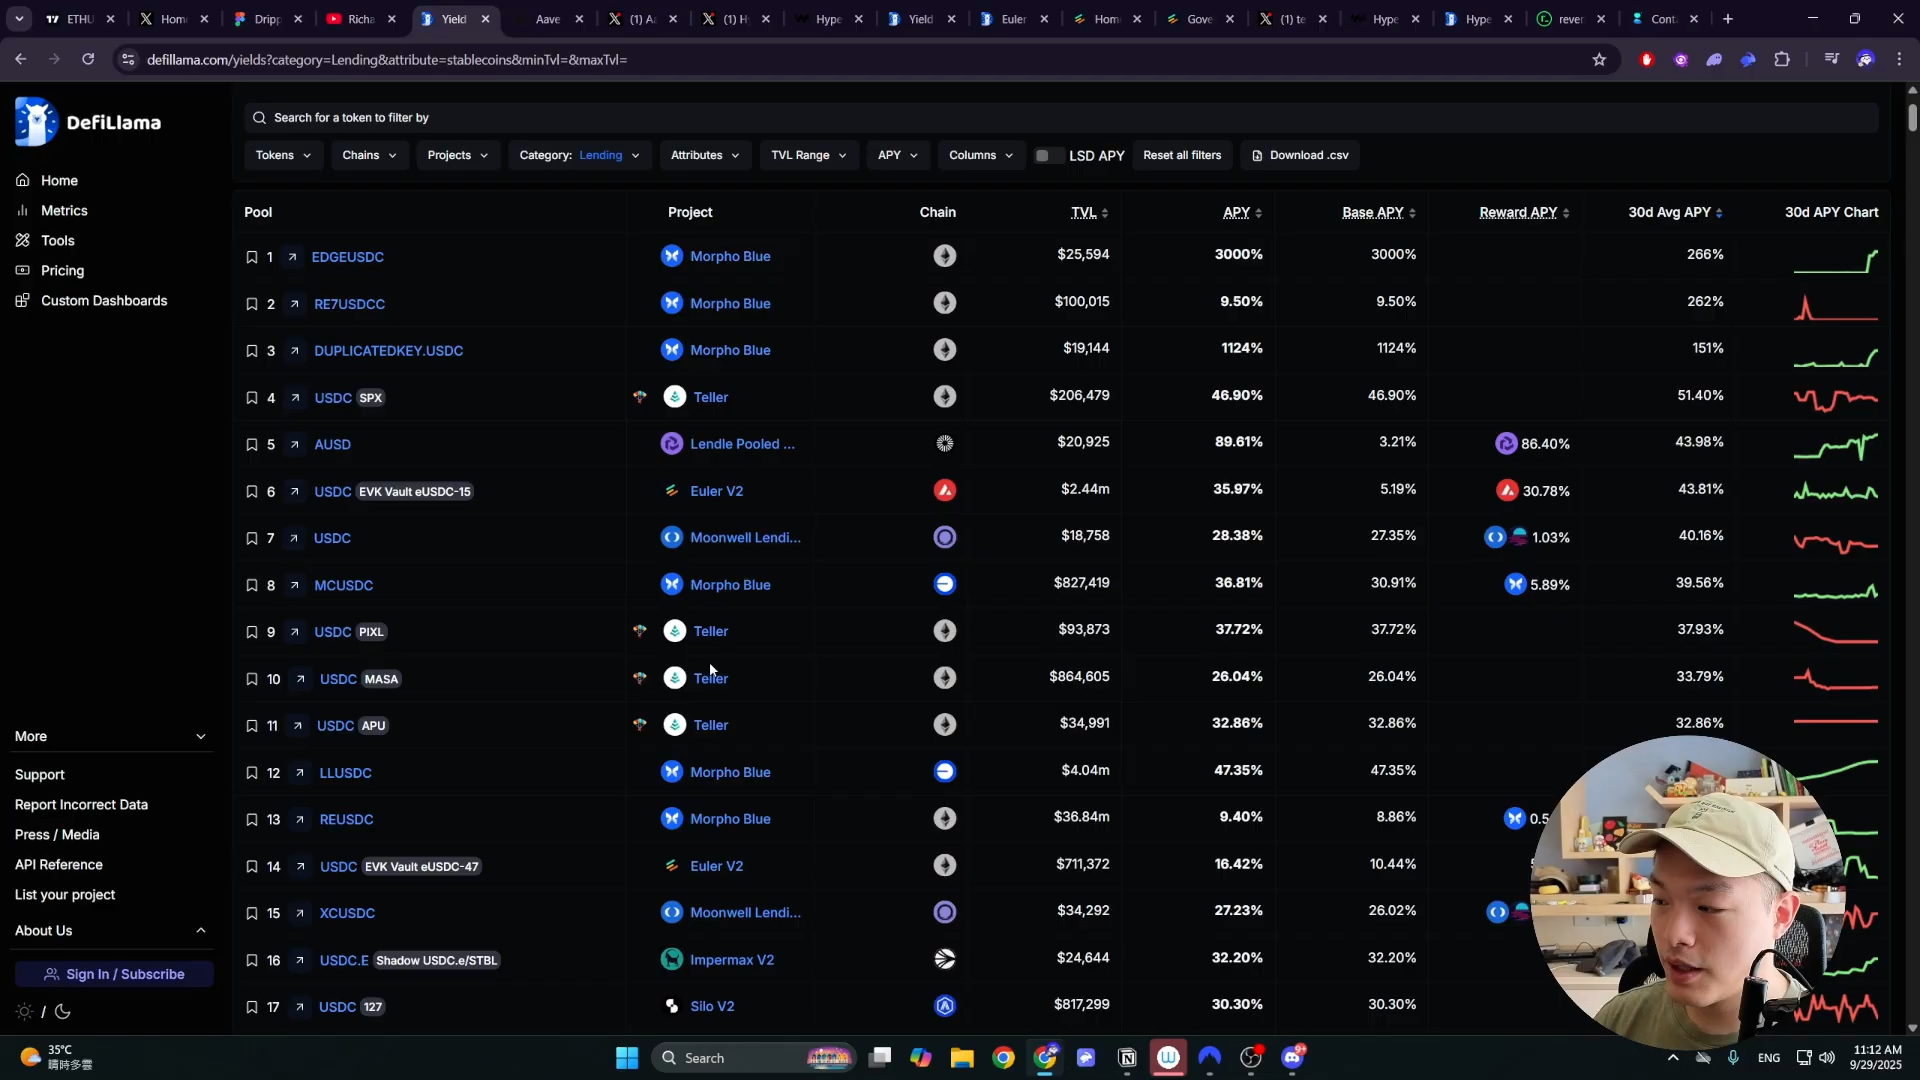 ETHU
Hom
Dripp
Richa
Yield
Aave
(1) Aa
(1) H
Hype
Yield
Euler
Hom
Gove
(1) te
Hype
Hype
rever
Cont
defillama.com/yields?category=Lending&attribute=stablecoins&minTvl=&maxTvl=
DefiLlama
Home
Metrics
Tools
Pricing
Custom Dashboards
More
Support
Report Incorrect Data
Press / Media
API Reference
List your project
About Us
Sign In / Subscribe
/
Search for a token to filter by
Tokens Chains Projects Category: Lending Attributes TVL Range APY Columns LSD APY Reset all filters Download .csv
Pool Project Chain TVL APY Base APY Reward APY 30d Avg APY 30d APY Chart
1 EDGEUSDC Morpho Blue $25,594 3000% 3000% 266%
2 RE7USDCC Morpho Blue $100,015 9.50% 9.50% 262%
3 DUPLICATEDKEY.USDC Morpho Blue $19,144 1124% 1124% 151%
4 USDC SPX Teller $206,479 46.90% 46.90% 51.40%
5 AUSD Lendle Pooled ... $20,925 89.61% 3.21% 86.40% 43.98%
6 USDC EVK Vault eUSDC-15 Euler V2 $2.44m 35.97% 5.19% 30.78% 43.81%
7 USDC Moonwell Lendi... $18,758 28.38% 27.35% 1.03% 40.16%
8 MCUSDC Morpho Blue $827,419 36.81% 30.91% 5.89% 39.56%
9 USDC PIXL Teller $93,873 37.72% 37.72% 37.93%
10 USDC MASA Teller $864,605 26.04% 26.04% 33.79%
11 USDC APU Teller $34,991 32.86% 32.86% 32.86%
12 LLUSDC Morpho Blue $4.04m 47.35% 47.35%
13 REUSDC Morpho Blue $36.84m 9.40% 8.86% 0.5
14 USDC EVK Vault eUSDC-47 Euler V2 $711,372 16.42% 10.44%
15 XCUSDC Moonwell Lendi... $34,292 27.23% 26.02%
16 USDC.E Shadow USDC.e/STBL Impermax V2 $24,644 32.20% 32.20%
17 USDC 127 Silo V2 $817,299 30.30% 30.30%
35°C
晴時多雲
Search
ENG
11:12 AM
9/29/2025